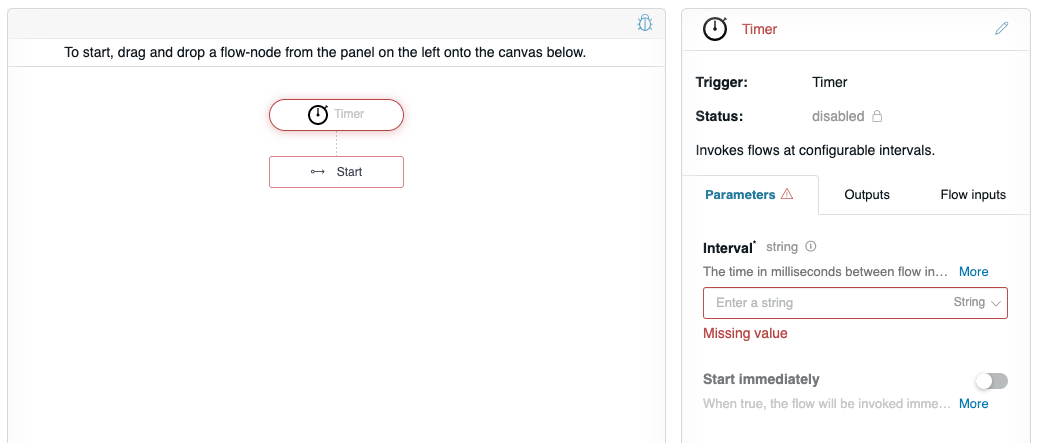 To start, drag and drop a flow-node from the panel on the left onto the canvas below.
Timer
Start
Timer
Trigger: Timer
Status: disabled
Invokes flows at configurable intervals.
Parameters Outputs Flow inputs
Interval* string
The time in milliseconds between flow in... More
Enter a string String
Missing value
Start immediately
When true, the flow will be invoked imme... More